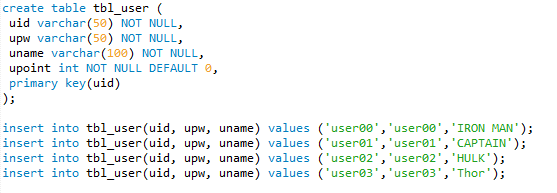 create table tbl_user (
uid varchar(50) NOT NULL,
upw varchar(50) NOT NULL,
uname varchar(100) NOT NULL,
upoint int NOT NULL DEFAULT 0,
primary key(uid)
);
insert into tbl_user(uid, upw, uname) values ('user00','user00','IRON MAN');
insert into tbl_user(uid, upw, uname) values ('user01','user01','CAPTAIN');
insert into tbl_user(uid, upw, uname) values ('user02','user02','HULK');
insert into tbl_user(uid, upw, uname) values ('user03','user03','Thor');